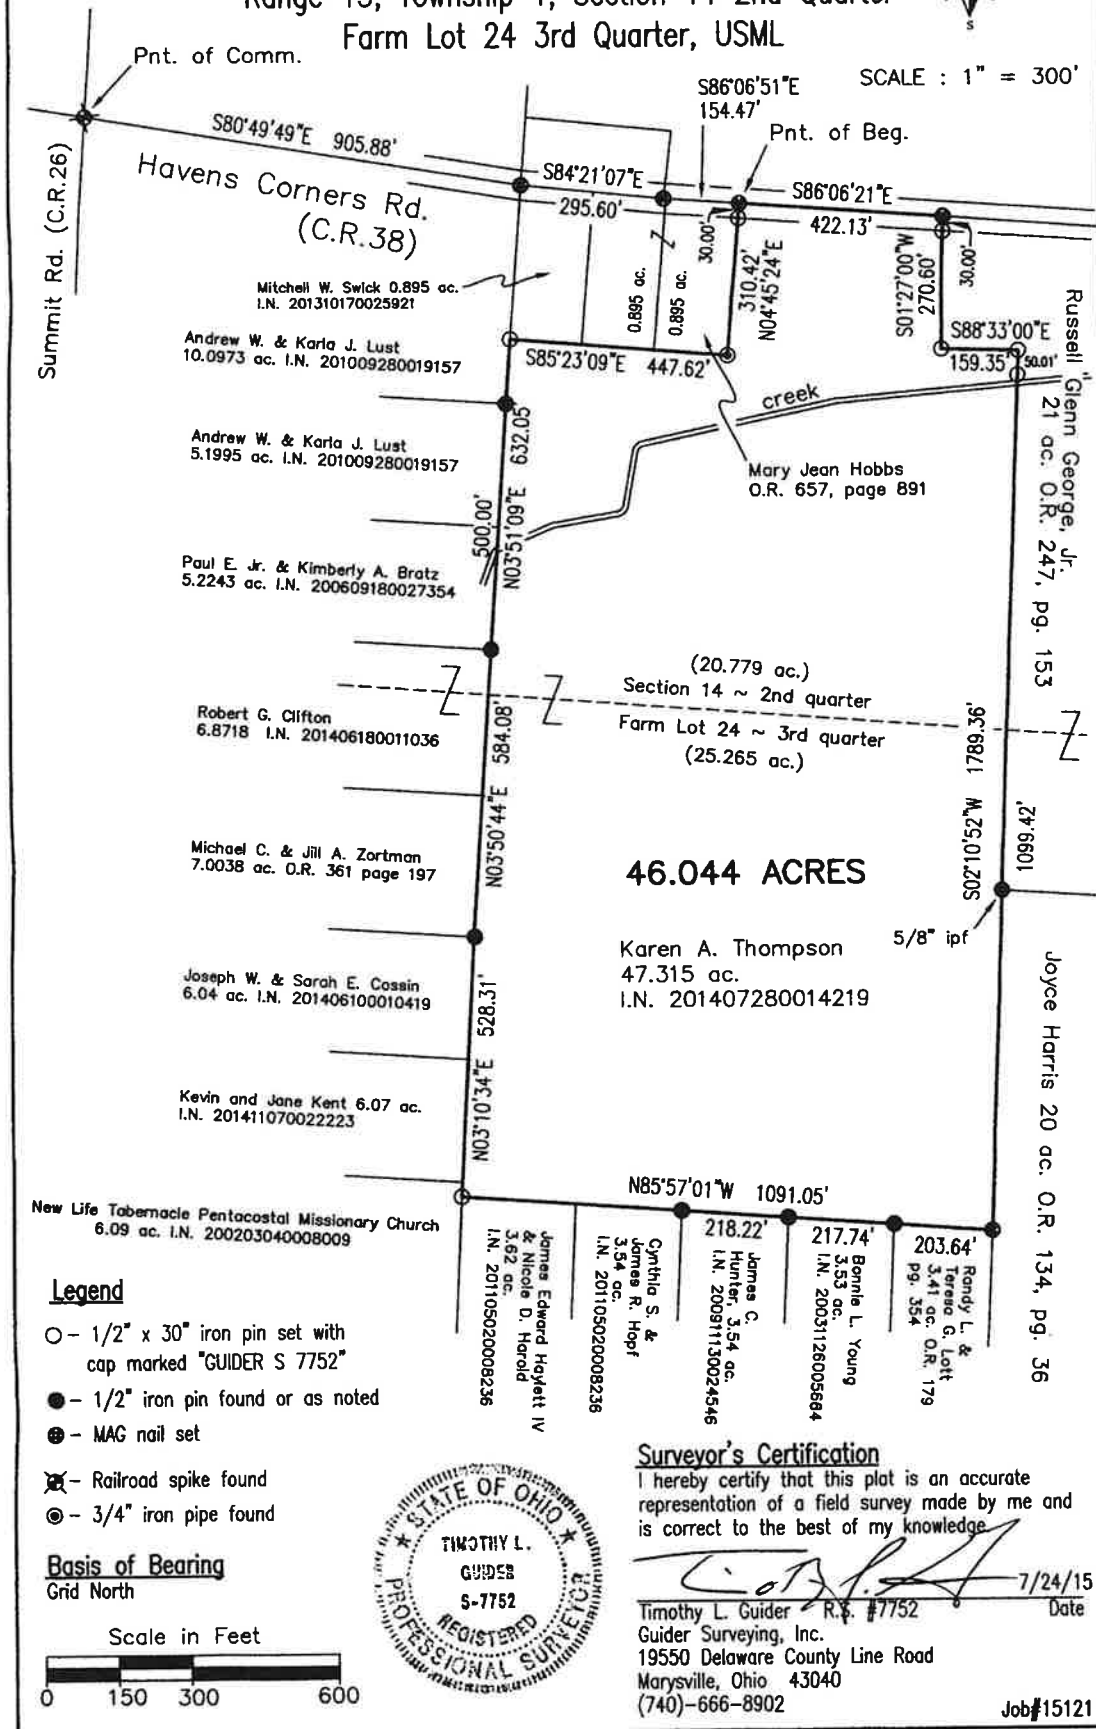 Range 15, Township 1, Section 14 2nd Quarter
Farm Lot 24 3rd Quarter, USML
S
Pnt. of Comm.
SCALE : 1" = 300'
S86°06'51"E
154.47'
Pnt. of Beg.
S80°49'49"E 905.88'
Havens Corners Rd.
(C.R.38)
Summit Rd. (C.R.26)
S84°21'07"E
295.60'
S86°06'21"E
422.13'
30.00'
30.00'
310.42'
N04°45'24"E
S01°27'00"W
270.60'
S88°33'00"E
159.35'
50.01'
0.895 ac.
0.895 ac.
Mitchell W. Swick 0.895 ac.
I.N. 201310170025921
S85°23'09"E 447.62'
Andrew W. & Karla J. Lust
10.0973 ac. I.N. 201009280019157
creek
Andrew W. & Karla J. Lust
5.1995 ac. I.N. 201009280019157
Mary Jean Hobbs
O.R. 657, page 891
Russell Glenn George, Jr.
21 ac. O.R. 247, pg. 153
N03°51'09"E 632.05
500.00'
Paul E. Jr. & Kimberly A. Bratz
5.2243 ac. I.N. 200609180027354
(20.779 ac.)
Section 14 ~ 2nd quarter
Farm Lot 24 ~ 3rd quarter
(25.265 ac.)
Robert G. Clifton
6.8718 I.N. 201406180011036
N03°50'44"E 584.08'
S02°10'52"W 1789.36'
1099.42'
Michael C. & Jill A. Zortman
7.0038 ac. O.R. 361 page 197
46.044 ACRES
Karen A. Thompson
47.315 ac.
I.N. 201407280014219
5/8" ipf
Joyce Harris 20 ac. O.R. 134, pg. 36
Joseph W. & Sarah E. Cossin
6.04 ac. I.N. 201406100010419
N03°10'34"E 528.31'
Kevin and Jane Kent 6.07 ac.
I.N. 201411070022223
N85°57'01"W 1091.05'
218.22'
217.74'
203.64'
New Life Tabernacle Pentacostal Missionary Church
6.09 ac. I.N. 200203040008009
James Edward Haylett IV
& Nicole D. Harold
3.62 ac.
I.N. 201105020008236
Cynthia S. &
James R. Hopf
3.54 ac.
I.N. 201105020008236
James C.
Hunter, 3.54 ac.
I.N. 200911130024546
Bonnie L. Young
3.53 ac.
I.N. 20031126005664
Randy L. &
Teresa G. Lott
3.41 ac. O.R. 179
pg. 354
Legend
1/2" x 30" iron pin set with
cap marked "GUIDER S 7752"
- 1/2" iron pin found or as noted
- MAG nail set
- Railroad spike found
- 3/4" iron pipe found
Basis of Bearing
Grid North
Scale in Feet
0 150 300 600
STATE OF OHIO
TIMOTHY L.
GUIDER
S-7752
REGISTERED
PROFESSIONAL SURVEYOR
Surveyor's Certification
I hereby certify that this plat is an accurate
representation of a field survey made by me and
is correct to the best of my knowledge
7/24/15
Timothy L. Guider R.S. #7752 Date
Guider Surveying, Inc.
19550 Delaware County Line Road
Marysville, Ohio 43040
(740)-666-8902
Job#15121